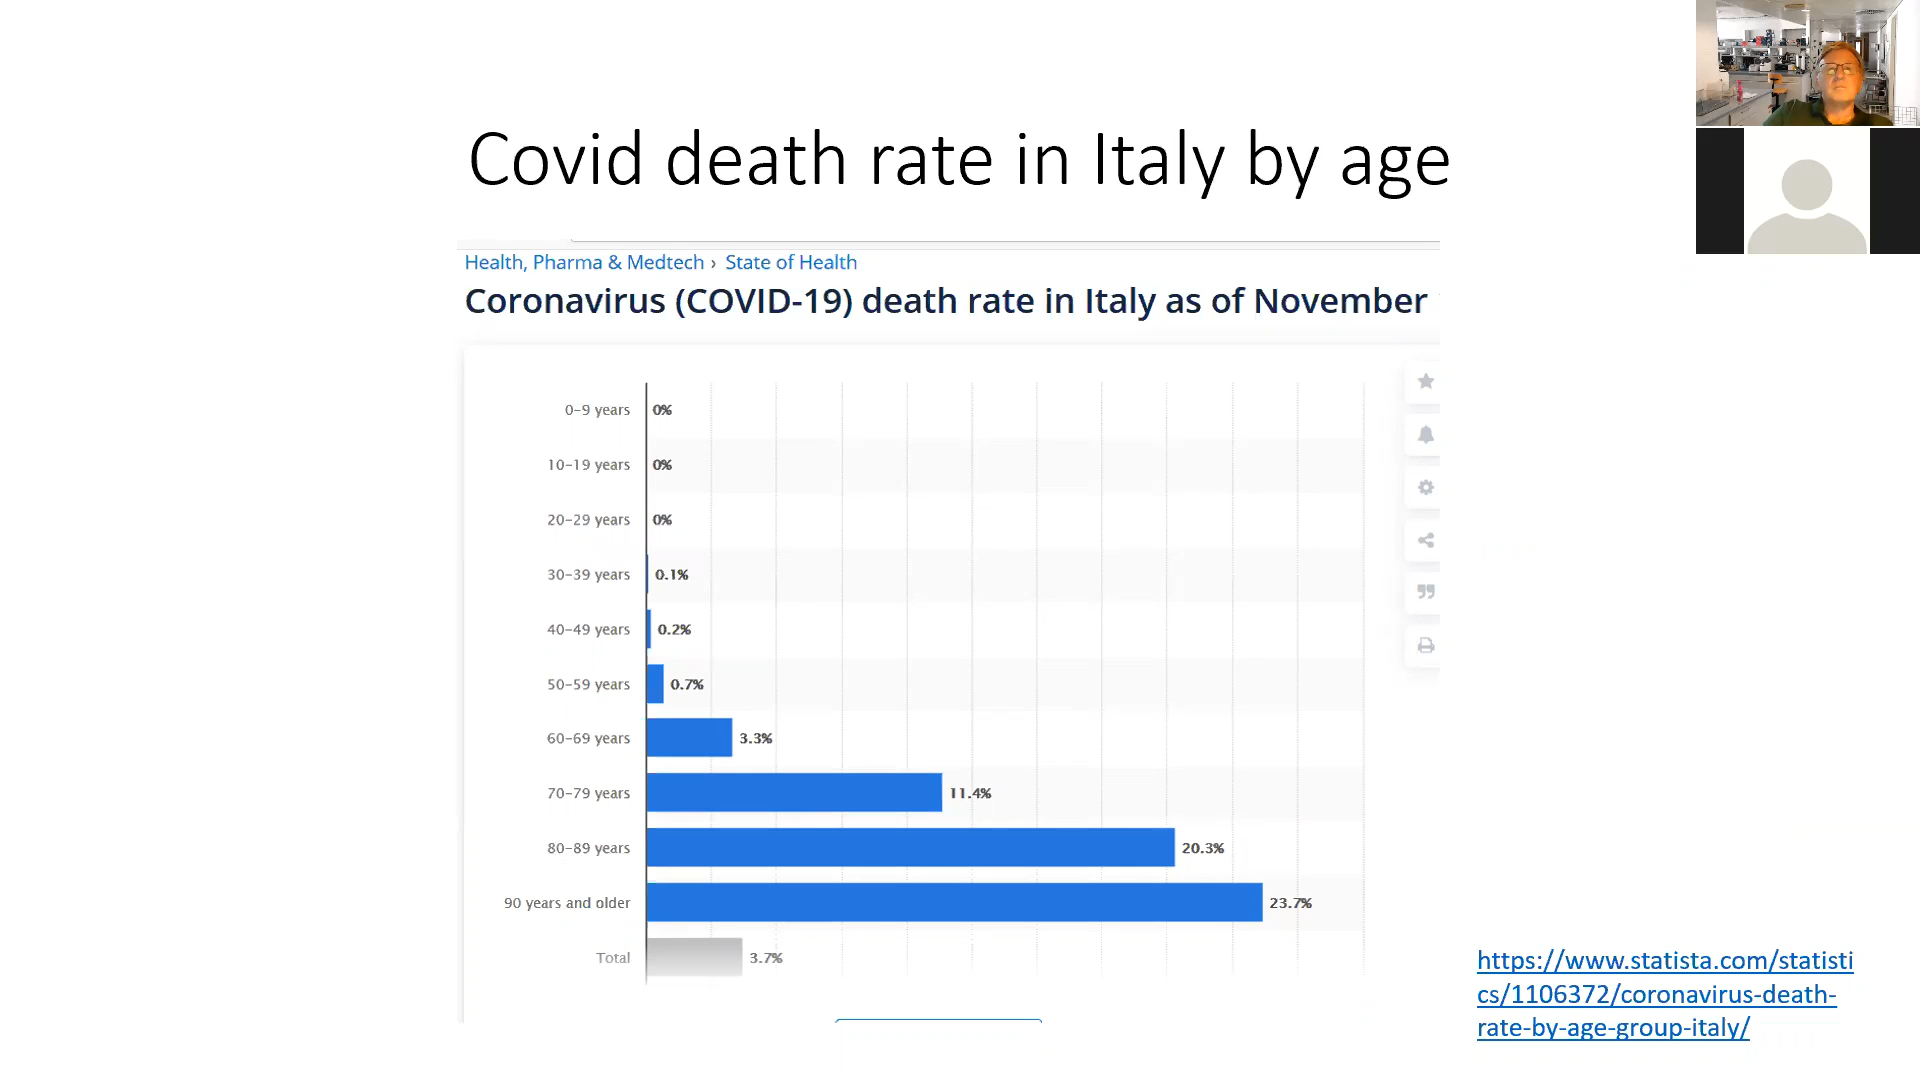 Covid death rate in Italy by age
Health, Pharma & Medtech › State of Health
Coronavirus (COVID-19) death rate in Italy as of November
0–9 years 0%
10–19 years 0%
20–29 years 0%
30–39 years 0.1%
40–49 years 0.2%
50–59 years 0.7%
60–69 years 3.3%
70–79 years 11.4%
80–89 years 20.3%
90 years and older 23.7%
Total 3.7%
https://www.statista.com/statisti
cs/1106372/coronavirus-death-
rate-by-age-group-italy/